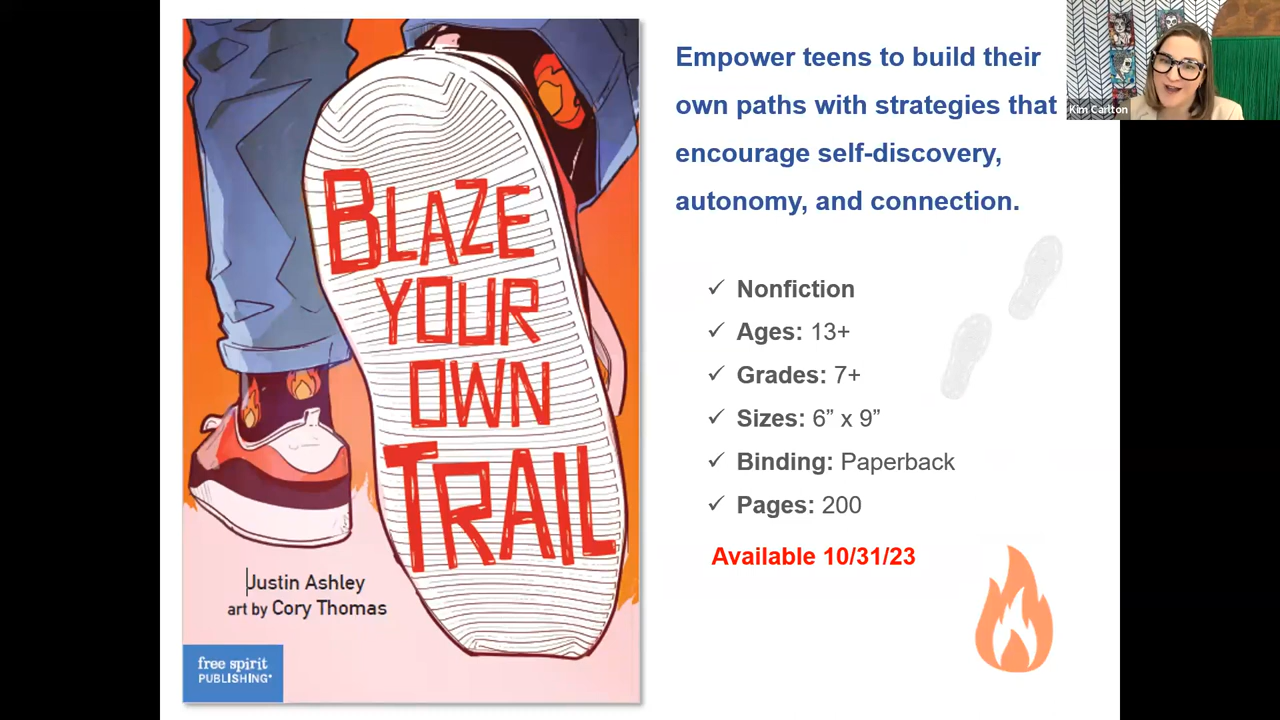 BLAZE
YOUR
OWN
TRAIL
Justin Ashley
art by Cory Thomas
free spirit
PUBLISHING®
Empower teens to build their
own paths with strategies that
encourage self-discovery,
autonomy, and connection.
✓ Nonfiction
✓ Ages: 13+
✓ Grades: 7+
✓ Sizes: 6” x 9”
✓ Binding: Paperback
✓ Pages: 200
Available 10/31/23
Kim Carlton